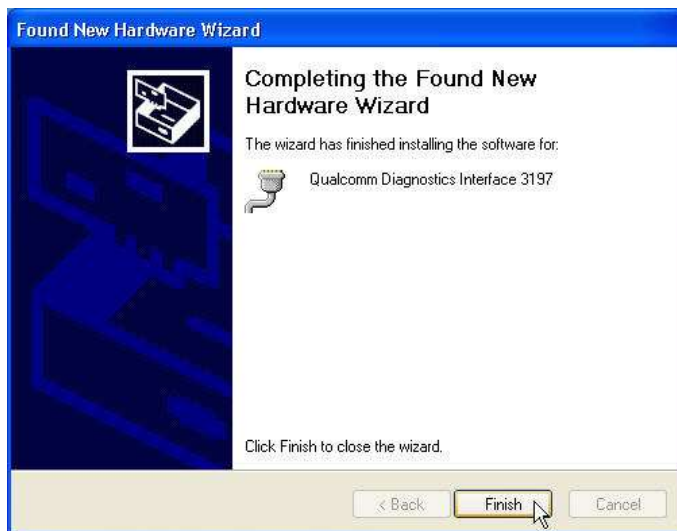 Found New Hardware Wizard
Completing the Found New
Hardware Wizard
The wizard has finished installing the software for:
Qualcomm Diagnostics Interface 3197
Click Finish to close the wizard.
< Back
Finish
Cancel